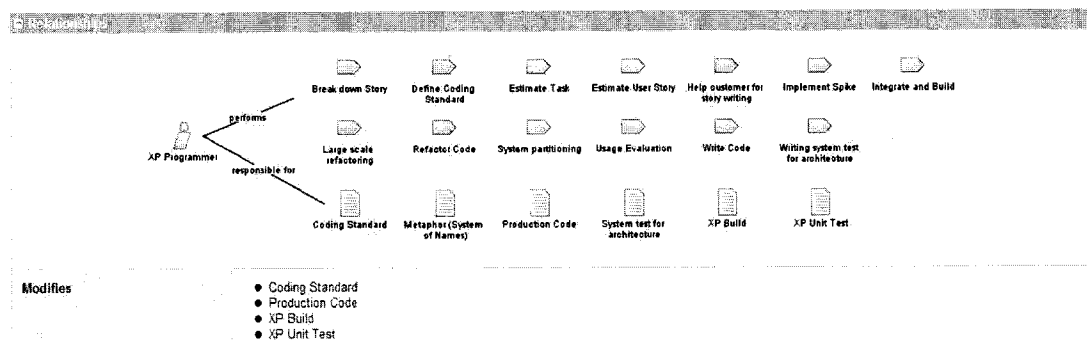 Relationships
Break down Story
Define Coding Standard
Estimate Task
Estimate User Story
Help customer for story writing
Implement Spike
Integrate and Build
performs
XP Programmer
Large scale refactoring
Refactor Code
System partitioning
Usage Evaluation
Write Code
Writing system test for architecture
responsible for
Coding Standard
Metaphor (System of Names)
Production Code
System test for architecture
XP Build
XP Unit Test
Modifies
Coding Standard
Production Code
XP Build
XP Unit Test